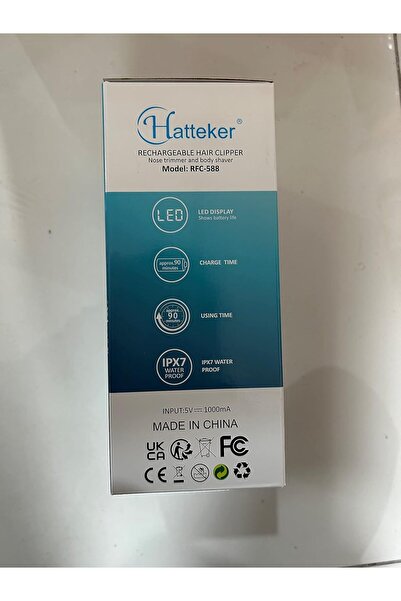 Hatteker®
RECHARGEABLE HAIR CLIPPER
Nose trimmer and body shaver
Model: RFC-588
LED
LED DISPLAY
Shows battery life
approx.90
minutes
CHARGE TIME
approx.
90
minutes
USING TIME
IPX7
WATER
PROOF
IPX7 WATER
PROOF
INPUT:5V⎓1000mA
MADE IN CHINA
UK
CA
FC
CE